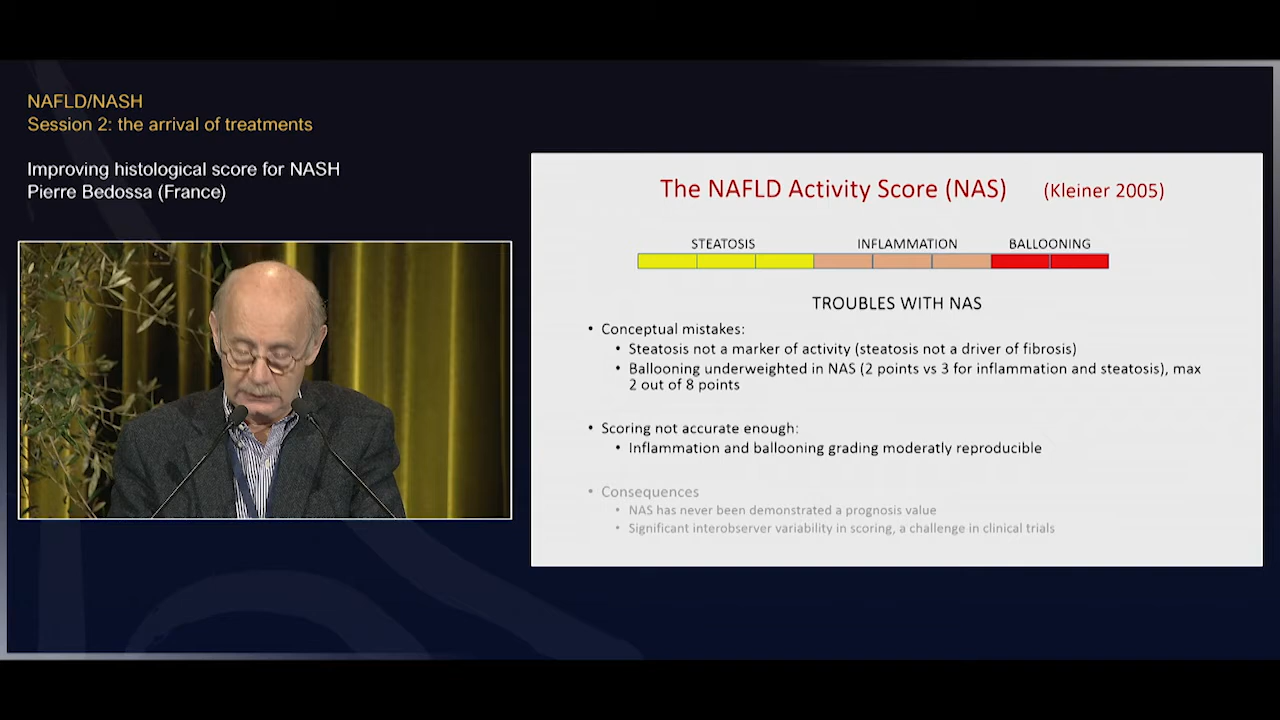 NAFLD/NASH
Session 2: the arrival of treatments
Improving histological score for NASH
Pierre Bedossa (France)
The NAFLD Activity Score (NAS) (Kleiner 2005)
STEATOSIS INFLAMMATION BALLOONING
TROUBLES WITH NAS
• Conceptual mistakes:
• Steatosis not a marker of activity (steatosis not a driver of fibrosis)
• Ballooning underweighted in NAS (2 points vs 3 for inflammation and steatosis), max
2 out of 8 points
• Scoring not accurate enough:
• Inflammation and ballooning grading moderatly reproducible
• Consequences
• NAS has never been demonstrated a prognosis value
• Significant interobserver variability in scoring, a challenge in clinical trials